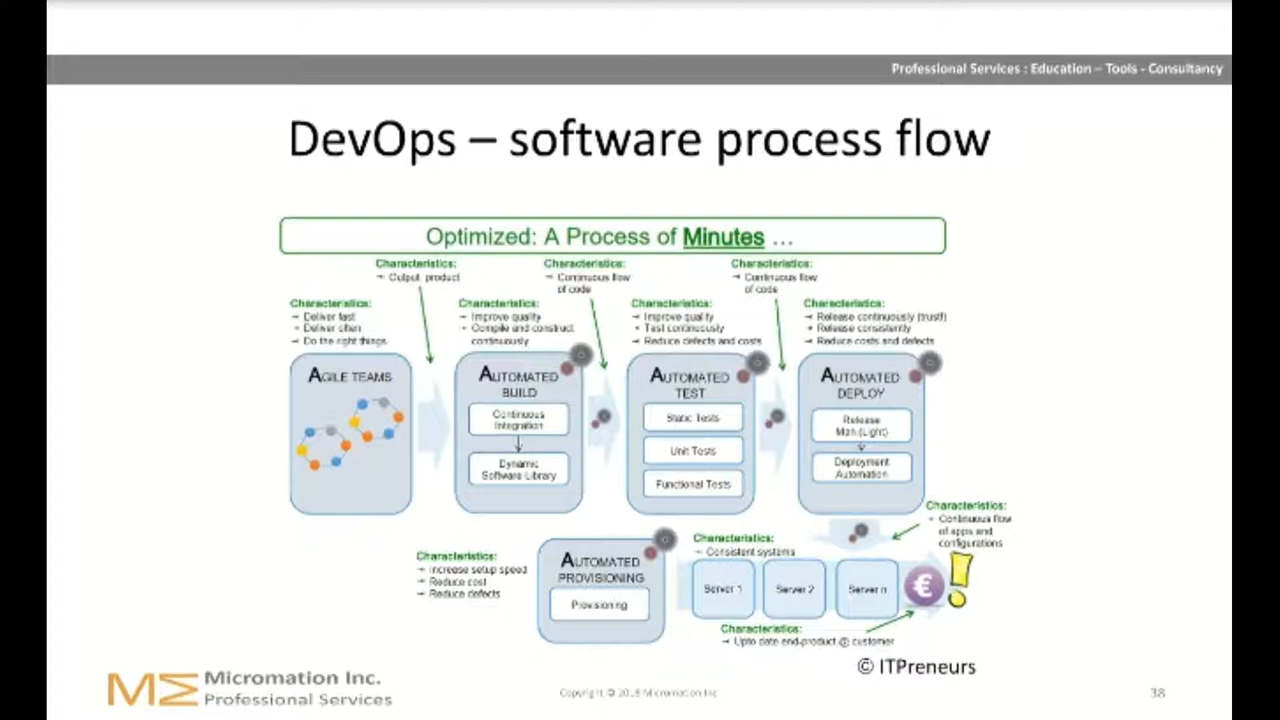 Professional Services : Education – Tools - Consultancy
DevOps – software process flow
Optimized: A Process of Minutes ...
Characteristics:
→ Output product
Characteristics:
→ Continuous flow
of code
Characteristics:
→ Continuous flow
of code
Characteristics:
→ Deliver fast
→ Deliver often
→ Do the right things
Characteristics:
→ Improve quality
→ Compile and construct
continuously
Characteristics:
→ Improve quality
→ Test continuously
→ Reduce defects and costs
Characteristics:
→ Release continuously (trust!)
→ Release consistently
→ Reduce costs and defects
AGILE TEAMS
AUTOMATED
BUILD
Continuous
Integration
Dynamic
Software Library
AUTOMATED
TEST
Static Tests
Unit Tests
Functional Tests
AUTOMATED
DEPLOY
Release
Man.(Light)
Deployment
Automation
Characteristics:
→ Continuous flow
of apps and
configurations
Characteristics:
→ Increase setup speed
→ Reduce cost
→ Reduce defects
AUTOMATED
PROVISIONING
Provisioning
Characteristics:
→ Consistent systems
Server 1
Server 2
Server n
€
!
Characteristics:
→ Upto date end-product @ customer
© ITPreneurs
ME Micromation Inc.
Professional Services
Copyright © 2018 Micromation Inc
38